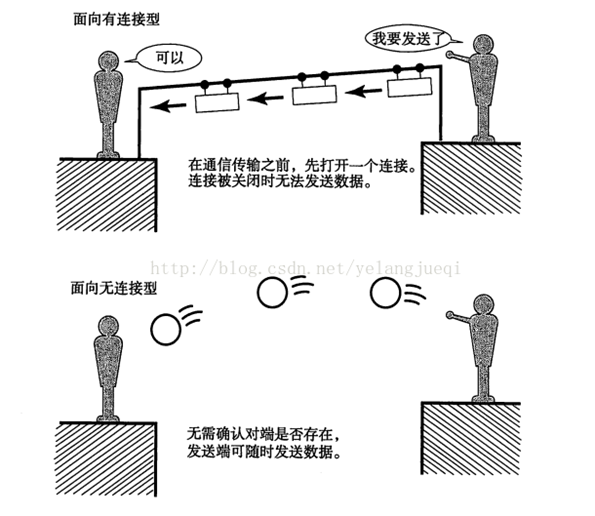 面向有连接型
可以
我要发送了
在通信传输之前，先打开一个连接。
连接被关闭时无法发送数据。
http://blog.csdn.net/yelangjueqi
面向无连接型
无需确认对端是否存在，
发送端可随时发送数据。